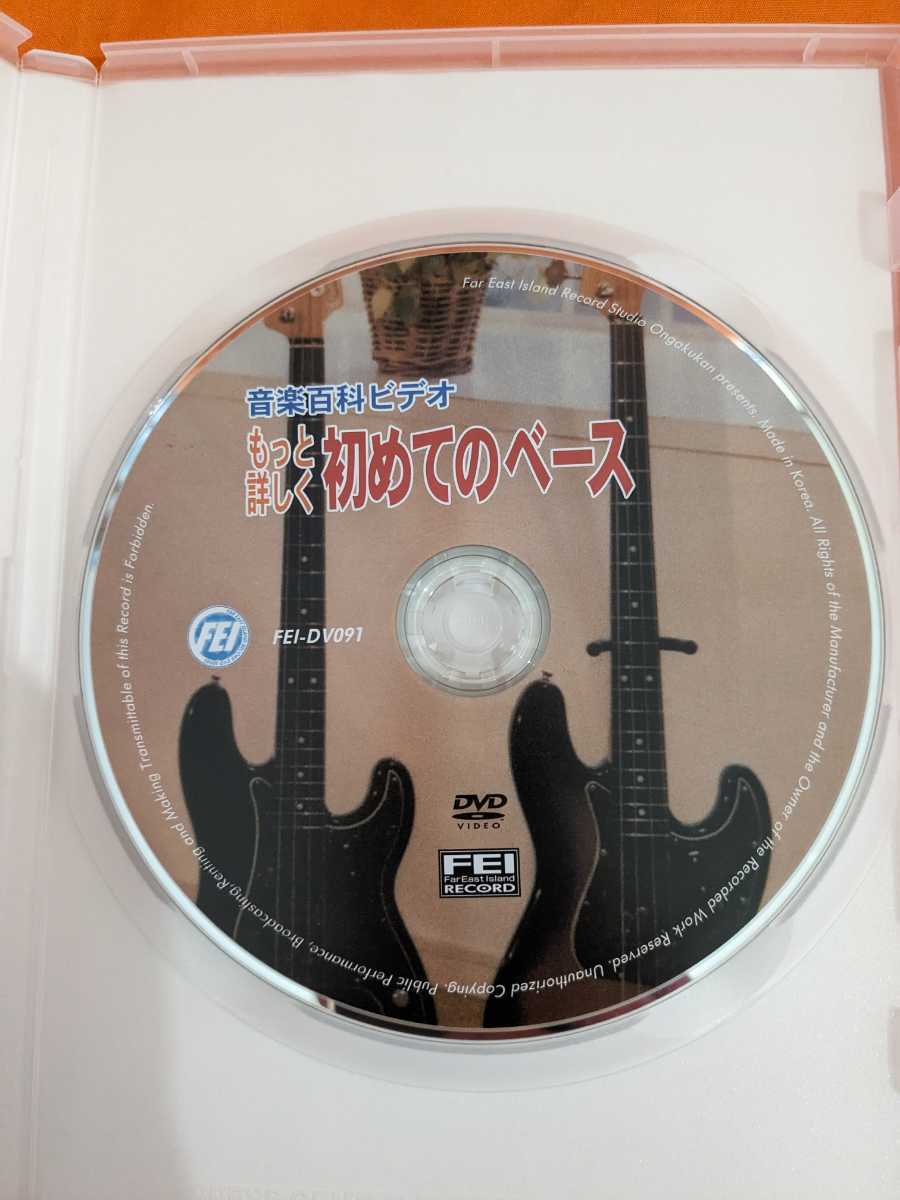 Far East Island Record Studio Ongakukan presents. Made in Korea. All Rights of the Manufacturer and the Owner of the Recorded Work Reserved. Unauthorized Copying. Public Performance, Broadcasting, Renting and Making Transmittable of this Record is Forbidden.
音楽百科ビデオ
もっと
詳しく
初めてのベース
FEI
FEI-DV091
DVD
VIDEO
FEI
Far East Island
RECORD